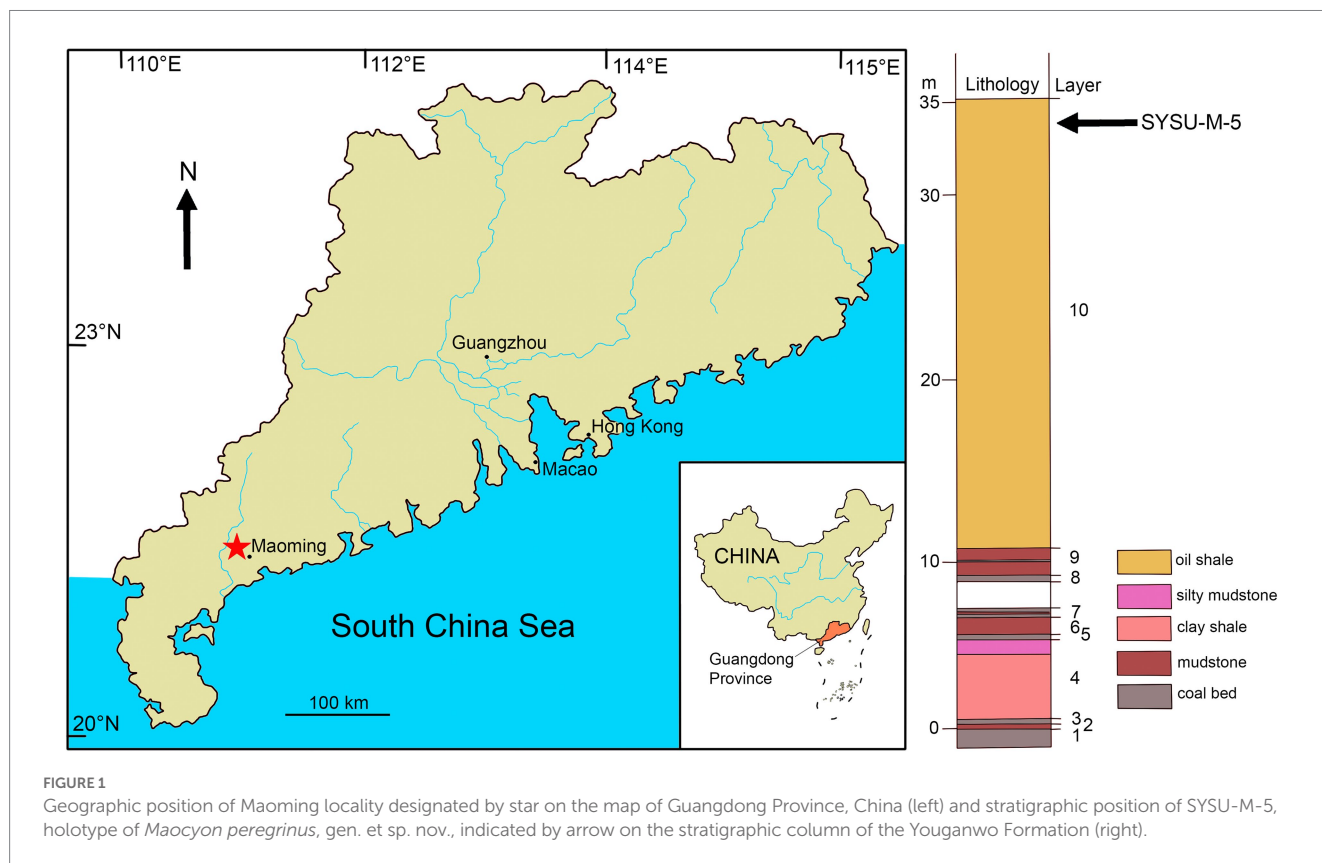 110°E
112°E
114°E
115°E
N
23°N
Guangzhou
Hong Kong
Macao
Maoming
South China Sea
20°N
100 km
CHINA
Guangdong
Province
m
Lithology
Layer
35
SYSU-M-5
30
10
20
10
9
8
7
6
5
4
3
2
0
1
oil shale
silty mudstone
clay shale
mudstone
coal bed
FIGURE 1
Geographic position of Maoming locality designated by star on the map of Guangdong Province, China (left) and stratigraphic position of SYSU-M-5,
holotype of Maocyon peregrinus, gen. et sp. nov., indicated by arrow on the stratigraphic column of the Youganwo Formation (right).